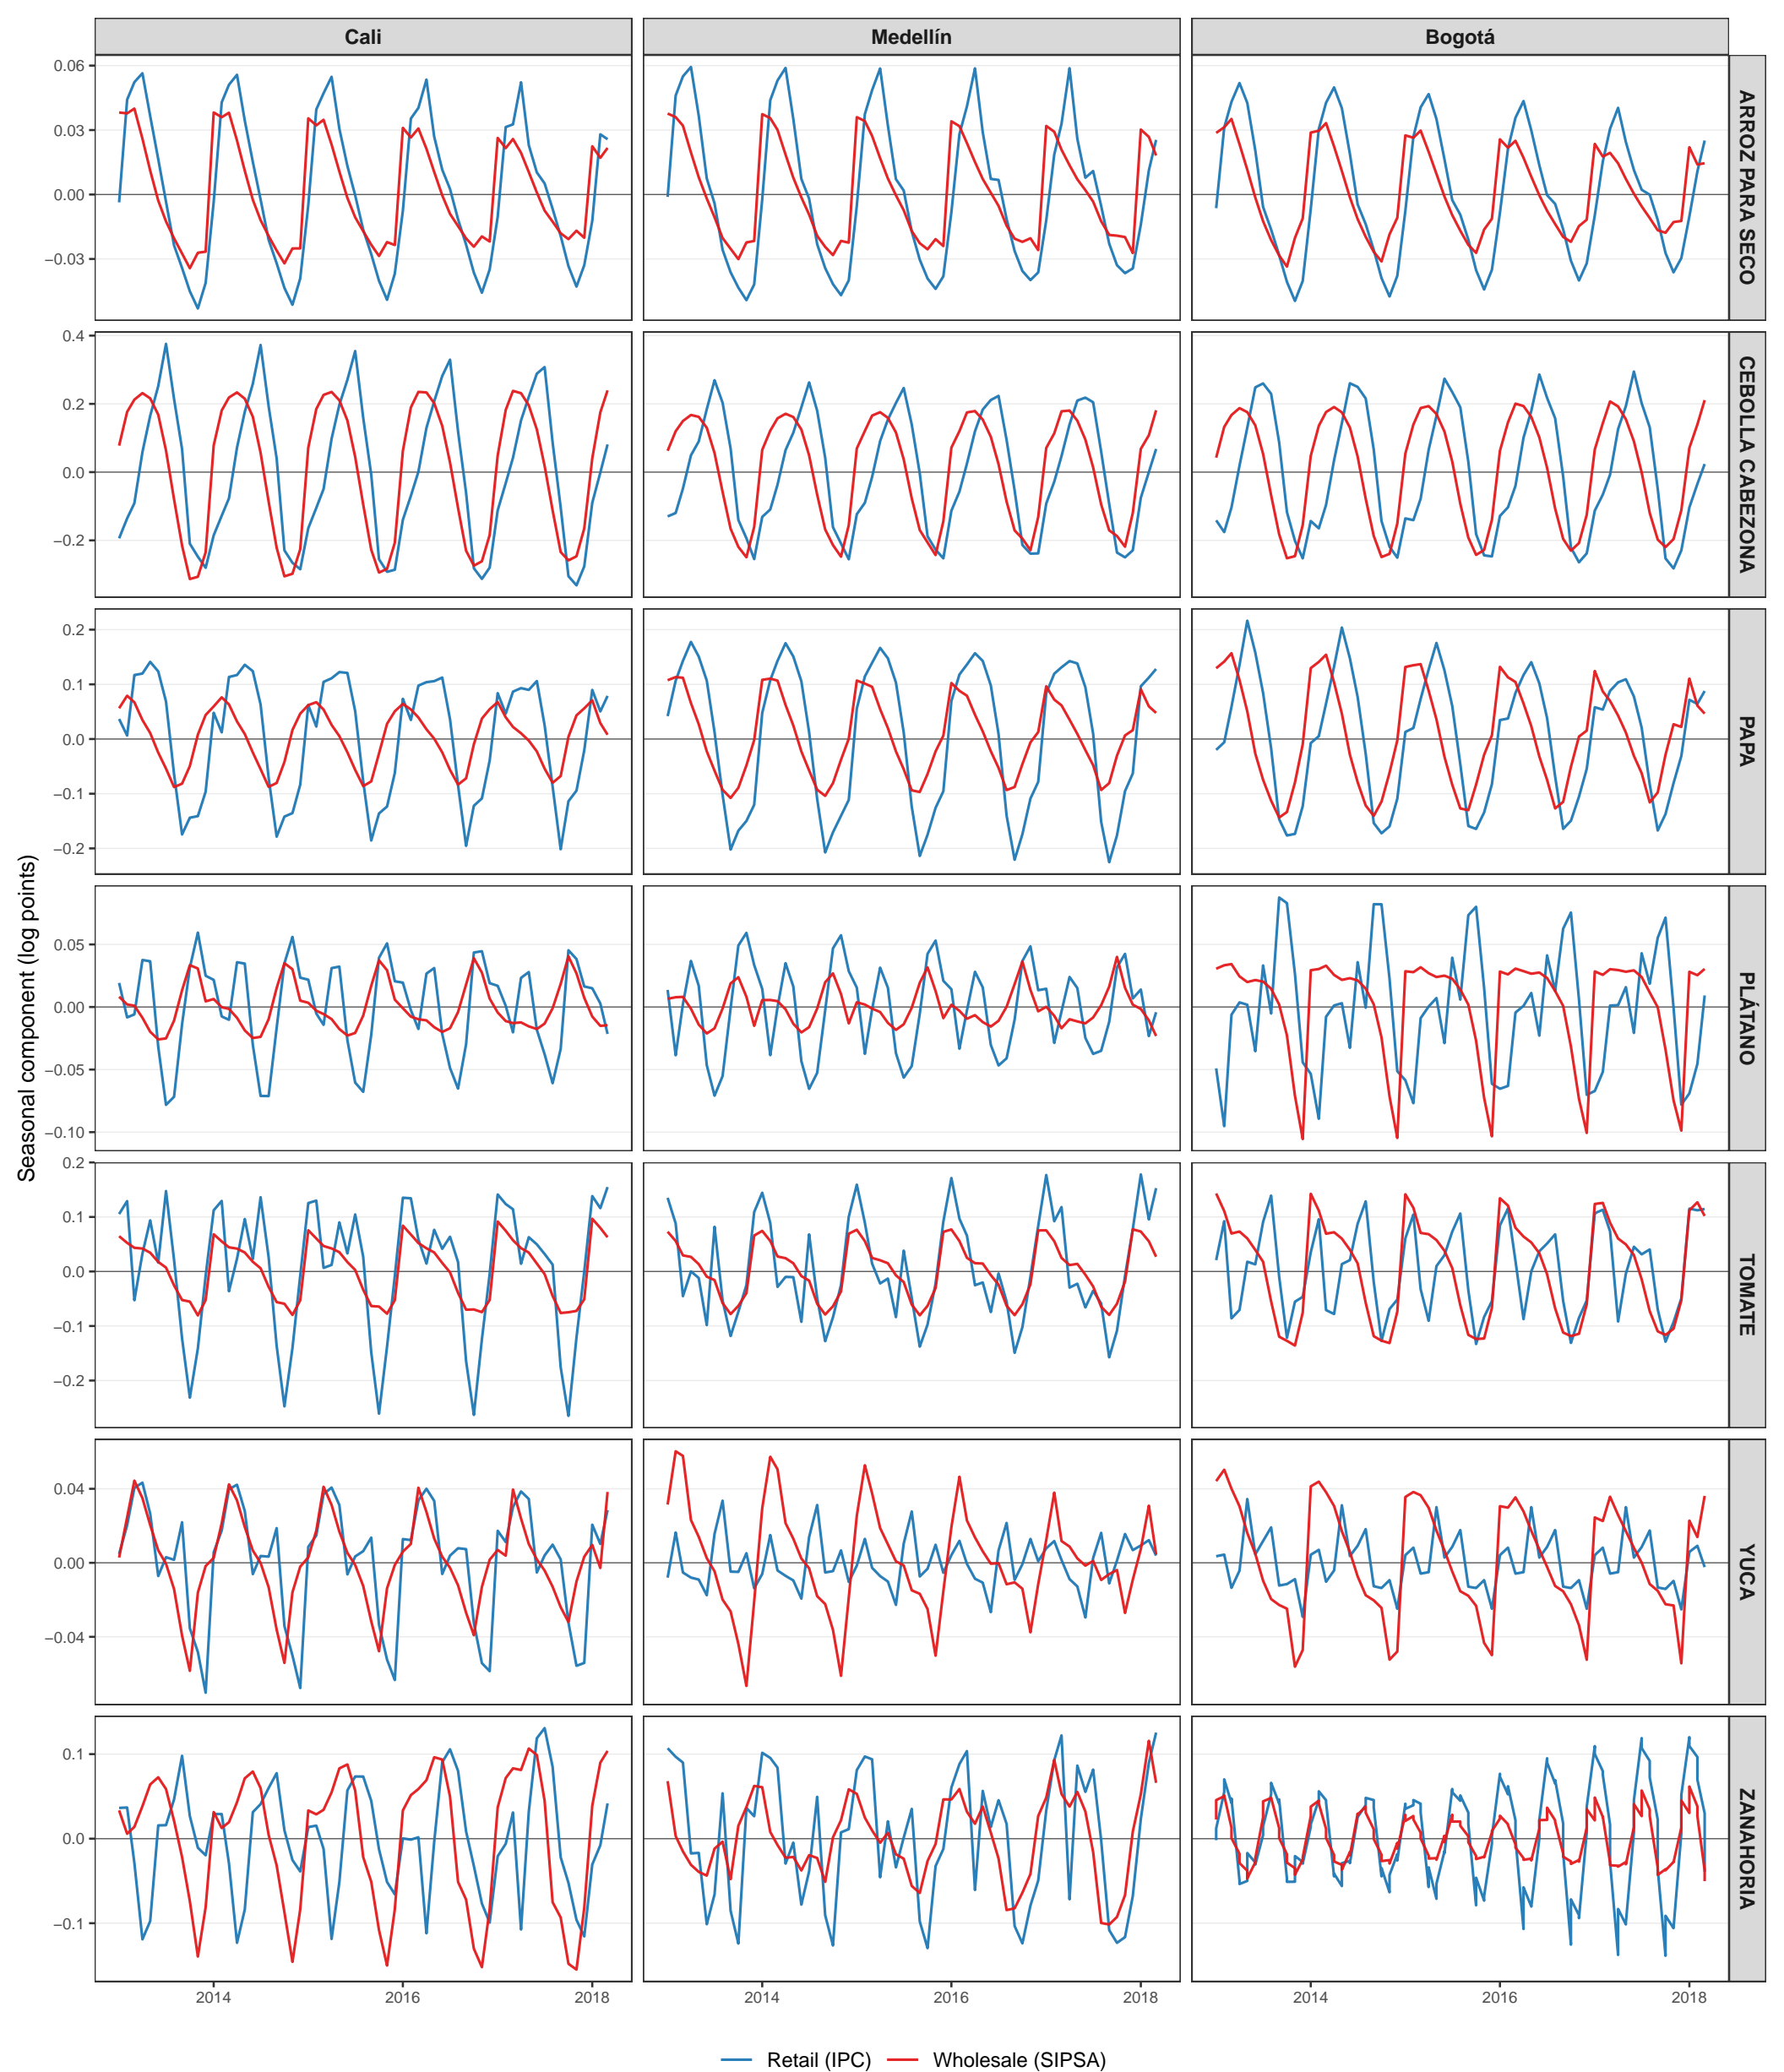 Cali Medellín Bogotá
0.06
0.03
0.00
−0.03
ARROZ PARA SECO
0.4
0.2
0.0
−0.2
CEBOLLA CABEZONA
0.2
0.1
0.0
−0.1
−0.2
PAPA
0.05
0.00
−0.05
−0.10
PLÁTANO
0.2
0.1
0.0
−0.1
−0.2
TOMATE
0.04
0.00
−0.04
YUCA
0.1
0.0
−0.1
ZANAHORIA
Seasonal component (log points)
2014 2016 2018 2014 2016 2018 2014 2016 2018
Retail (IPC) Wholesale (SIPSA)